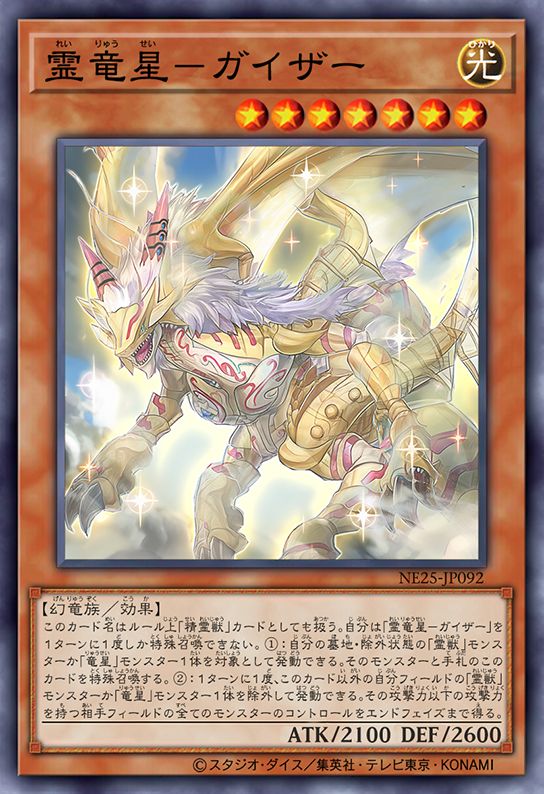 霊竜星－ガイザー
光
NE25-JP092
【幻竜族／効果】
このカード名はルール上「精霊獣」カードとしても扱う。自分は「霊竜星－ガイザー」を
1ターンに1度しか特殊召喚できない。①：自分の墓地・除外状態の「霊獣」モンス
ターか「竜星」モンスター1体を対象として発動できる。そのモンスターと手札のこの
カードを特殊召喚する。②：1ターンに1度、このカード以外の自分フィールドの「霊獣」
モンスターか「竜星」モンスター1体を除外して発動できる。その攻撃力以下の攻撃力
を持つ相手フィールドの全てのモンスターのコントロールをエンドフェイズまで得る。
ATK/2100 DEF/2600
©スタジオ・ダイス／集英社・テレビ東京・KONAMI